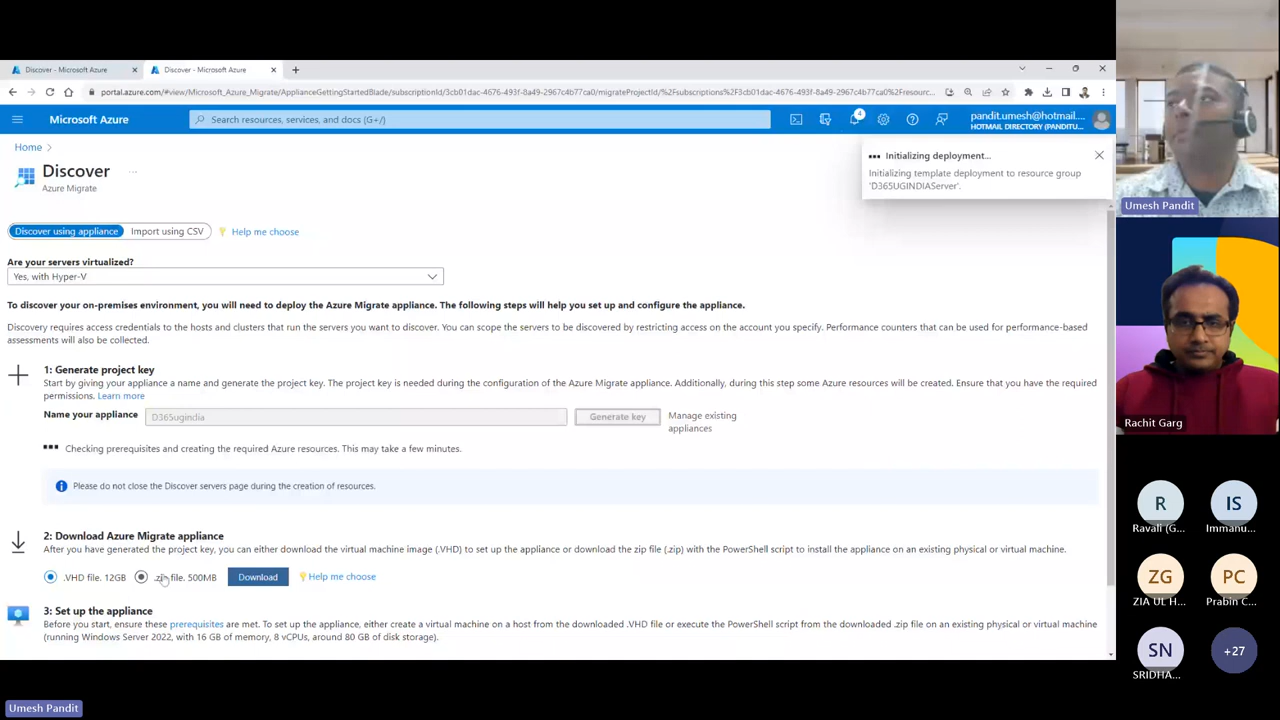 Discover - Microsoft Azure
Discover - Microsoft Azure
portal.azure.com/#view/Microsoft_Azure_Migrate/ApplianceGettingStartedBlade/subscriptionId/3cb01dac-4676-493f-8a49-2967c4b77ca0/migrateProjectId/%2Fsubscriptions%2F3cb01dac-4676-493f-8a49-2967c4b77ca0%2Fresourc...
Microsoft Azure
Search resources, services, and docs (G+/)
4
pandit.umesh@hotmail....
HOTMAIL DIRECTORY (PANDITU...
Home
Discover
...
Azure Migrate
Initializing deployment...
Initializing template deployment to resource group
'D365UGINDIAServer'.
Umesh Pandit
Discover using appliance
Import using CSV
Help me choose
Are your servers virtualized?
Yes, with Hyper-V
To discover your on-premises environment, you will need to deploy the Azure Migrate appliance. The following steps will help you set up and configure the appliance.
Discovery requires access credentials to the hosts and clusters that run the servers you want to discover. You can scope the servers to be discovered by restricting access on the account you specify. Performance counters that can be used for performance-based
assessments will also be collected.
1: Generate project key
Start by giving your appliance a name and generate the project key. The project key is needed during the configuration of the Azure Migrate appliance. Additionally, during this step some Azure resources will be created. Ensure that you have the required
permissions. Learn more
Name your appliance
D365ugindia
Generate key
Manage existing
appliances
Checking prerequisites and creating the required Azure resources. This may take a few minutes.
Please do not close the Discover servers page during the creation of resources.
Rachit Garg
2: Download Azure Migrate appliance
After you have generated the project key, you can either download the virtual machine image (.VHD) to set up the appliance or download the zip file (.zip) with the PowerShell script to install the appliance on an existing physical or virtual machine.
.VHD file. 12GB
.zip file. 500MB
Download
Help me choose
3: Set up the appliance
Before you start, ensure these prerequisites are met. To set up the appliance, either create a virtual machine on a host from the downloaded .VHD file or execute the PowerShell script from the downloaded .zip file on an existing physical or virtual machine
(running Windows Server 2022, with 16 GB of memory, 8 vCPUs, around 80 GB of disk storage).
R
IS
Ravali (G...
Immanu...
ZG
PC
ZIA UL H...
Prabin C...
SN
+27
SRIDHA...
Umesh Pandit